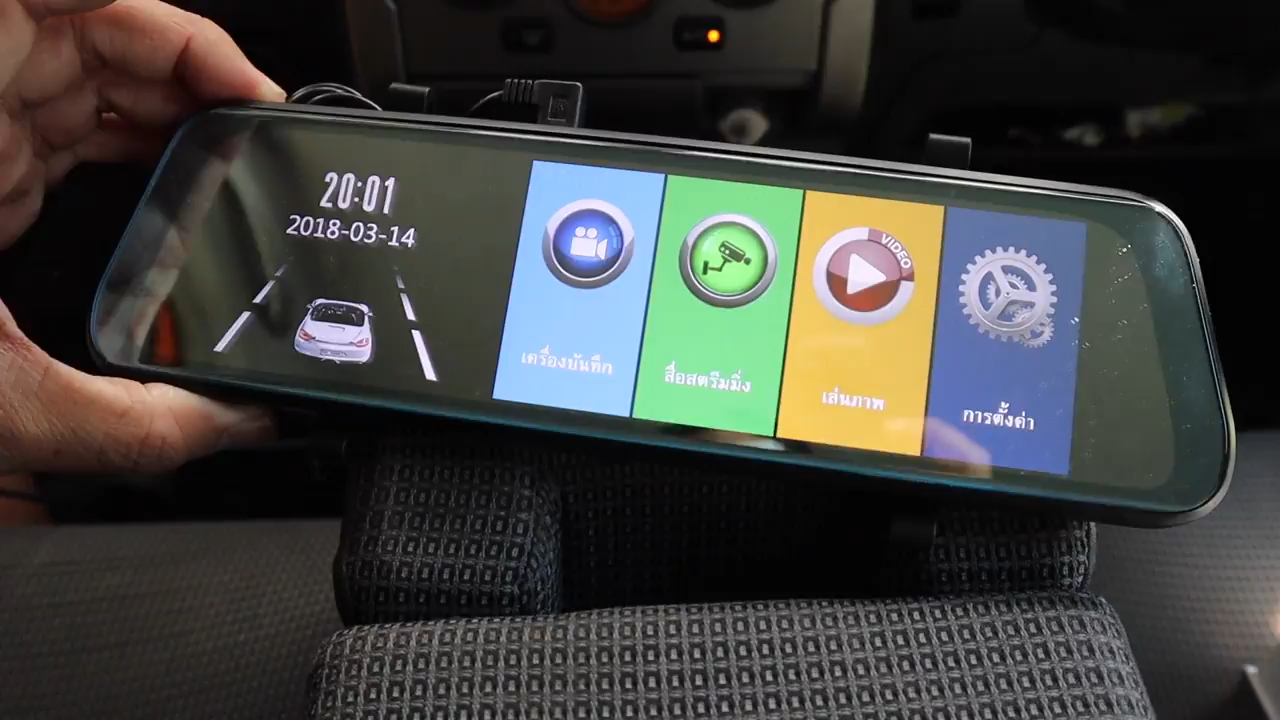 20:01
2018-03-14
เครื่องบันทึก
สื่อสตรีมมิ่ง
VIDEO
เล่นภาพ
การตั้งค่า